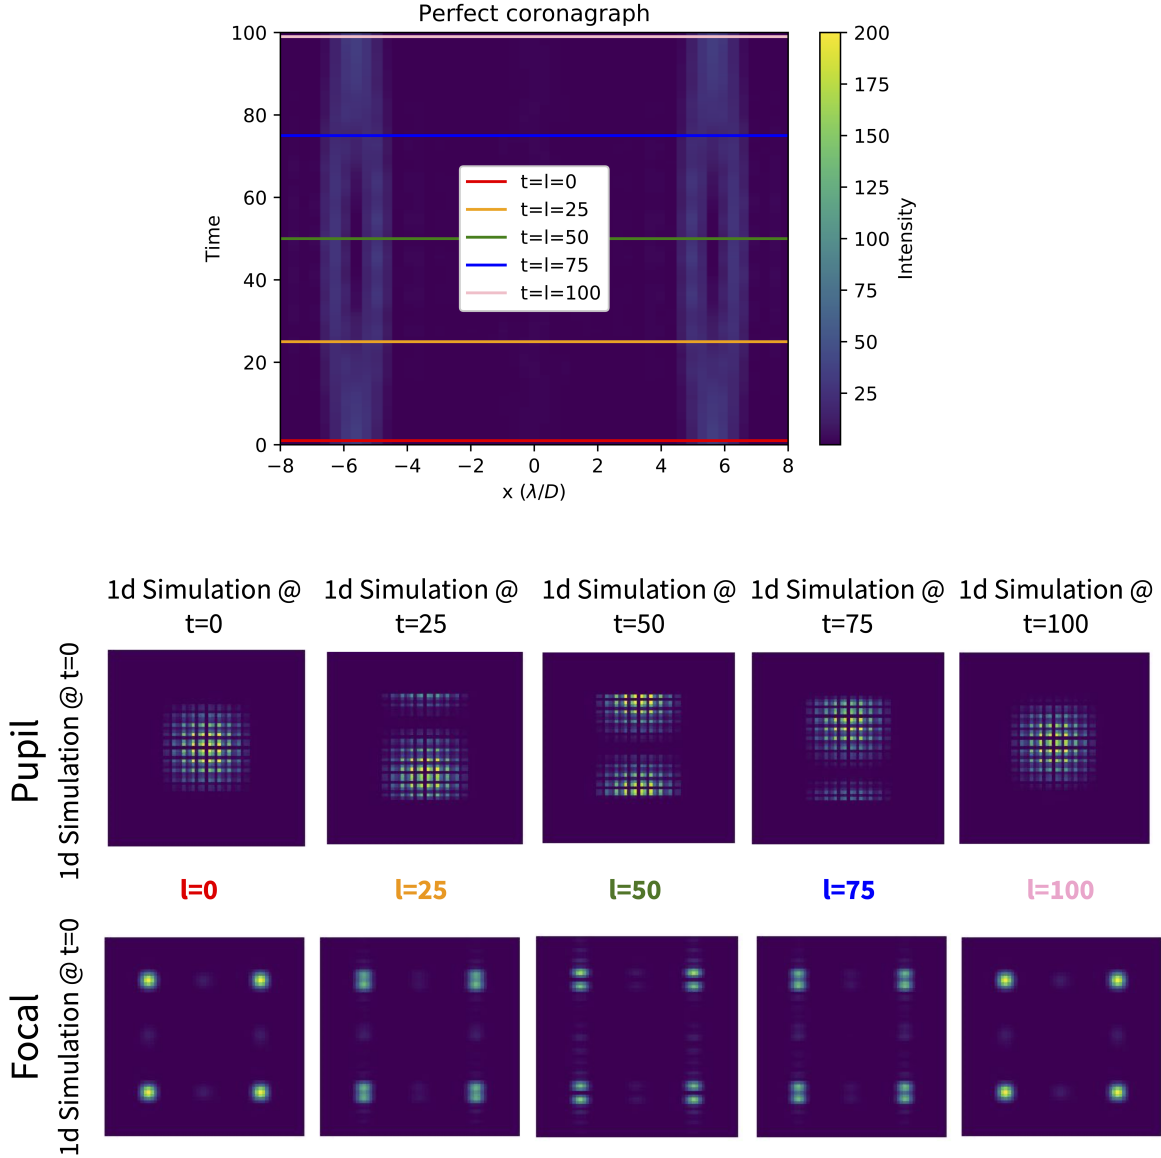 Perfect coronagraph
100
80
60
40
20
0
Time
−8 −6 −4 −2 0 2 4 6 8
x (λ/D)
t=l=0
t=l=25
t=l=50
t=l=75
t=l=100
200
175
150
125
100
75
50
25
Intensity
1d Simulation @ t=0
1d Simulation @ t=25
1d Simulation @ t=50
1d Simulation @ t=75
1d Simulation @ t=100
Pupil
1d Simulation @ t=0
l=0 l=25 l=50 l=75 l=100
Focal
1d Simulation @ t=0